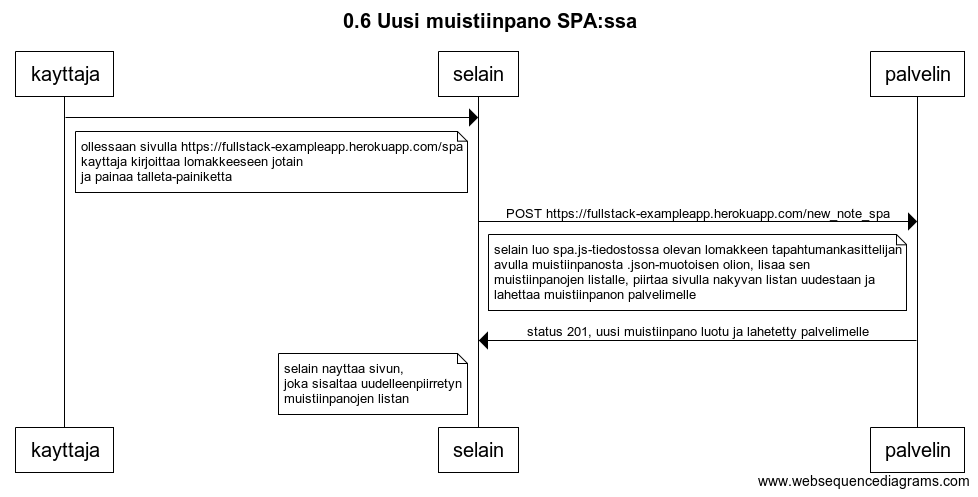 0.6 Uusi muistiinpano SPA:ssa
kayttaja
selain
palvelin
ollessaan sivulla https://fullstack-exampleapp.herokuapp.com/spa
kayttaja kirjoittaa lomakkeeseen jotain
ja painaa talleta-painiketta
POST https://fullstack-exampleapp.herokuapp.com/new_note_spa
selain luo spa.js-tiedostossa olevan lomakkeen tapahtumankasittelijan
avulla muistiinpanosta .json-muotoisen olion, lisaa sen
muistiinpanojen listalle, piirtaa sivulla nakyvan listan uudestaan ja
lahettaa muistiinpanon palvelimelle
status 201, uusi muistiinpano luotu ja lahetetty palvelimelle
selain nayttaa sivun,
joka sisaltaa uudelleenpiirretyn
muistiinpanojen listan
kayttaja
selain
palvelin
www.websequencediagrams.com